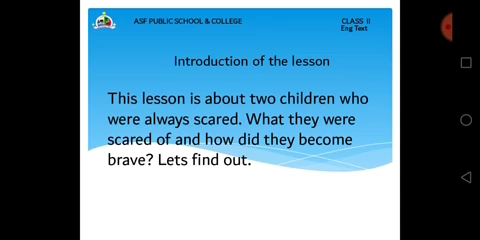 ASF PUBLIC SCHOOL & COLLEGE
CLASS II
Eng Text
Introduction of the lesson
This lesson is about two children who
were always scared. What they were
scared of and how did they become
brave? Lets find out.